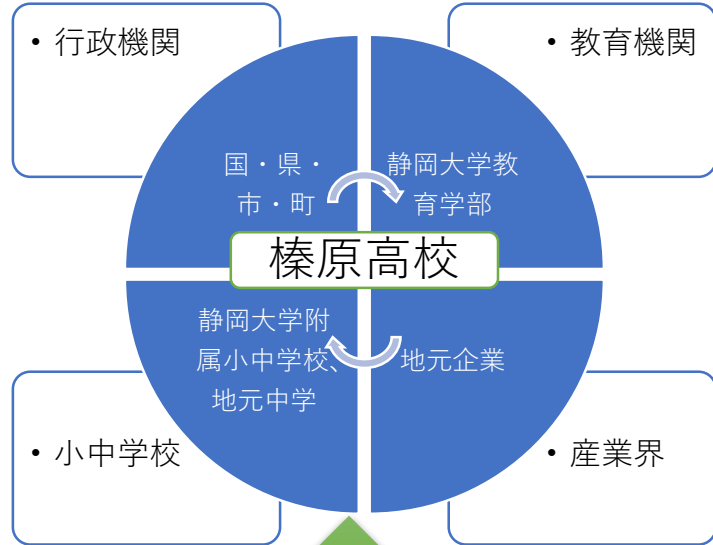 • 行政機関
• 教育機関
国・県・
市・町
静岡大学教
育学部
榛原高校
静岡大学附
属小中学校、
地元中学
地元企業
• 小中学校
• 産業界